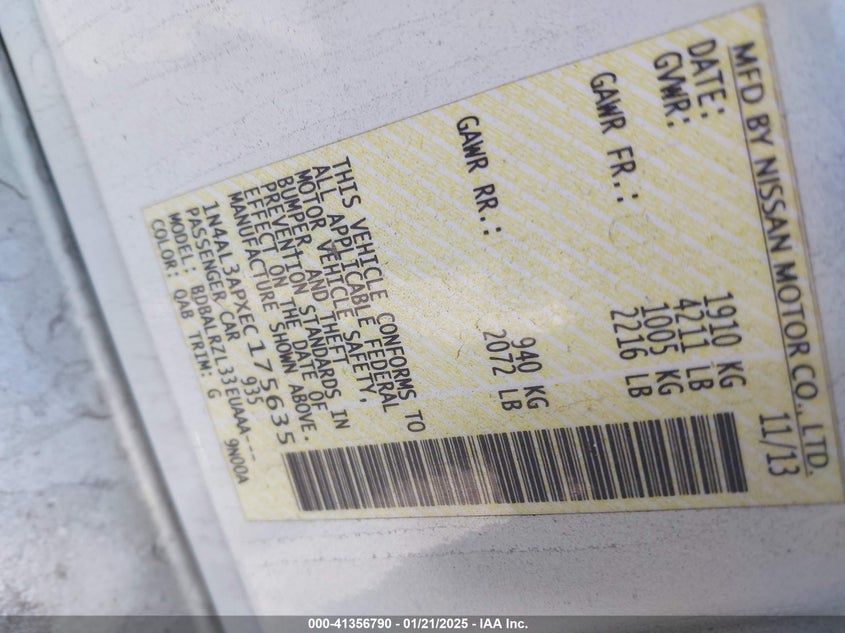 MFD BY NISSAN MOTOR CO., LTD.
DATE: 11/13
GVWR: 1910 KG
4211 LB
GAWR FR.: 1005 KG
2216 LB
GAWR RR.: 940 KG
2072 LB
THIS VEHICLE CONFORMS TO
ALL APPLICABLE FEDERAL
MOTOR VEHICLE SAFETY,
BUMPER, AND THEFT
PREVENTION STANDARDS IN
EFFECT ON THE DATE OF
MANUFACTURE SHOWN ABOVE.
1N4AL3APXEC175635
PASSENGER CAR 935
MODEL: BDBALRZL33EUAAA---
COLOR: QAB TRIM: G 9N00A
000-41356790 - 01/21/2025 - IAA Inc.